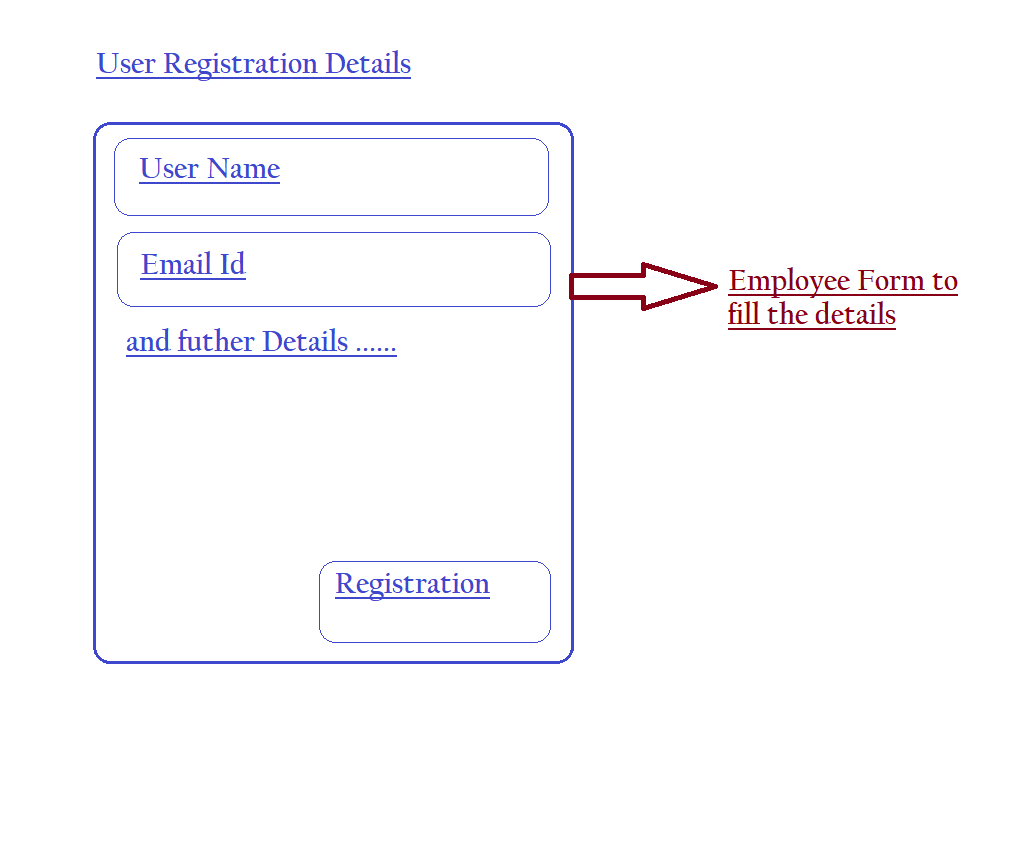 User Registration Details
User Name
Email Id
Employee Form to
fill the details
and futher Details ......
Registration